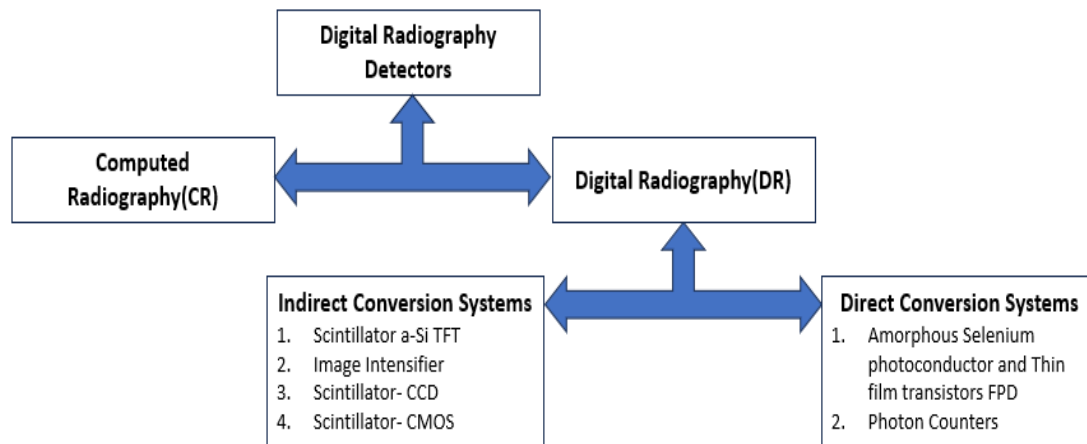 Digital Radiography
Detectors
Computed
Radiography(CR)
Digital Radiography(DR)
Indirect Conversion Systems
1. Scintillator a-Si TFT
2. Image Intensifier
3. Scintillator- CCD
4. Scintillator- CMOS
Direct Conversion Systems
1. Amorphous Selenium
photoconductor and Thin
film transistors FPD
2. Photon Counters